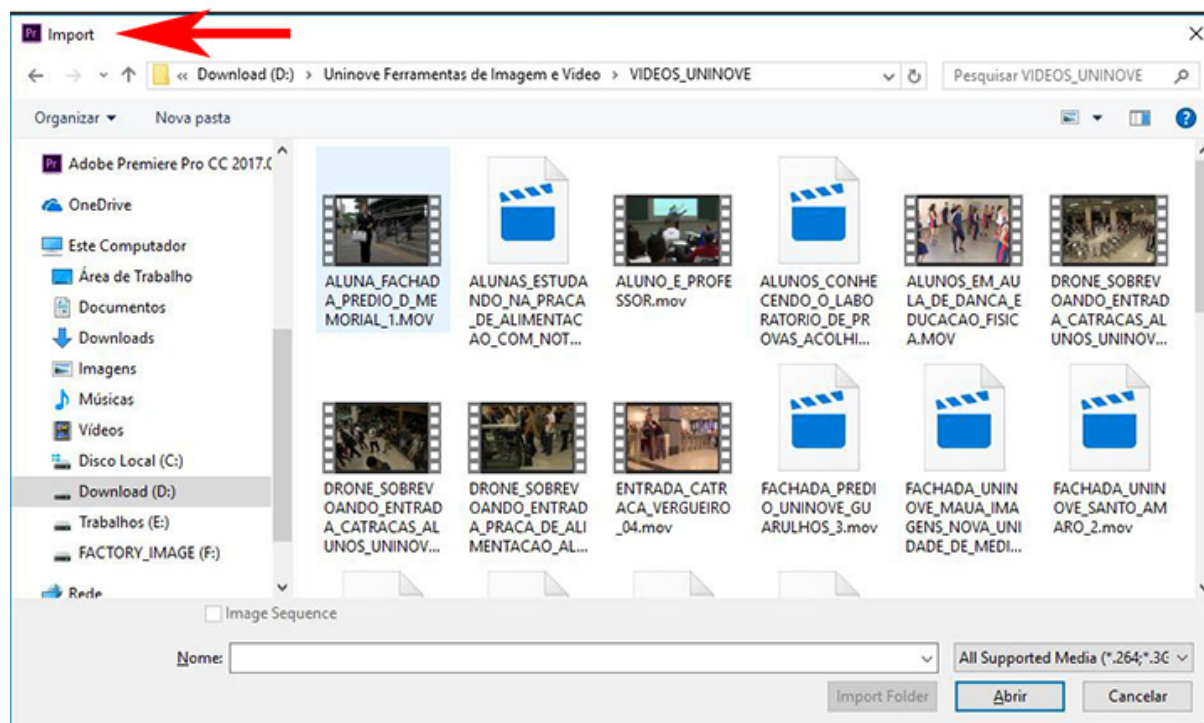 Pr Import
« Download (D:) › Uninove Ferramentas de Imagem e Video › VIDEOS_UNINOVE
Pesquisar VIDEOS_UNINOVE
Organizar
Nova pasta
?
Pr Adobe Premiere Pro CC 2017.0
OneDrive
Este Computador
Área de Trabalho
Documentos
Downloads
Imagens
Músicas
Vídeos
Disco Local (C:)
Download (D:)
Trabalhos (E:)
FACTORY_IMAGE (F:)
Rede
ALUNA_FACHAD
A_PREDIO_D_ME
MORIAL_1.MOV
ALUNAS_ESTUDA
NDO_NA_PRACA
_DE_ALIMENTAC
AO_COM_NOT...
ALUNO_E_PROFE
SSOR.mov
ALUNOS_CONHE
CENDO_O_LABO
RATORIO_DE_PR
OVAS_ACOLHI...
ALUNOS_EM_AU
LA_DE_DANCA_E
DUCACAO_FISIC
A.MOV
DRONE_SOBREV
OANDO_ENTRAD
A_CATRACAS_AL
UNOS_UNINOV...
DRONE_SOBREV
OANDO_ENTRAD
A_CATRACAS_AL
UNOS_UNINOV...
DRONE_SOBREV
OANDO_ENTRAD
A_PRACA_DE_ALI
MENTACAO_AL...
ENTRADA_CATR
ACA_VERGUEIRO
_04.mov
FACHADA_PREDI
O_UNINOVE_GU
ARULHOS_3.mov
FACHADA_UNIN
OVE_MAUA_IMA
GENS_NOVA_UNI
DADE_DE_MEDI...
FACHADA_UNIN
OVE_SANTO_AM
ARO_2.mov
Image Sequence
Nome:
All Supported Media (*.264;*.3G
Import Folder
Abrir
Cancelar